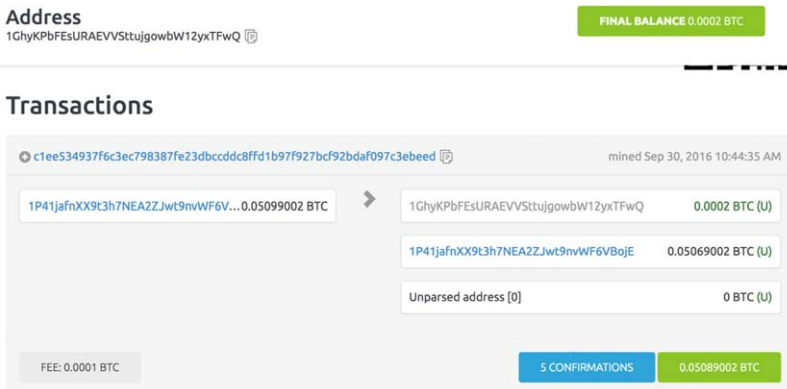 Address
1GhyKPbFEsURAEVVSttujgowbW12yxTFwQ
FINAL BALANCE 0.0002 BTC
Transactions
c1ee534937f6c3ec798387fe23dbccddc8ffd1b97f927bcf92bdaf097c3ebeed
mined Sep 30, 2016 10:44:35 AM
1P41jafnXX9t3h7NEA2ZJwt9nvWF6V...0.05099002 BTC
1GhyKPbFEsURAEVVSttujgowbW12yxTFwQ 0.0002 BTC (U)
1P41jafnXX9t3h7NEA2ZJwt9nvWF6VBojE 0.05069002 BTC (U)
Unparsed address [0] 0 BTC (U)
FEE: 0.0001 BTC
5 CONFIRMATIONS
0.05089002 BTC